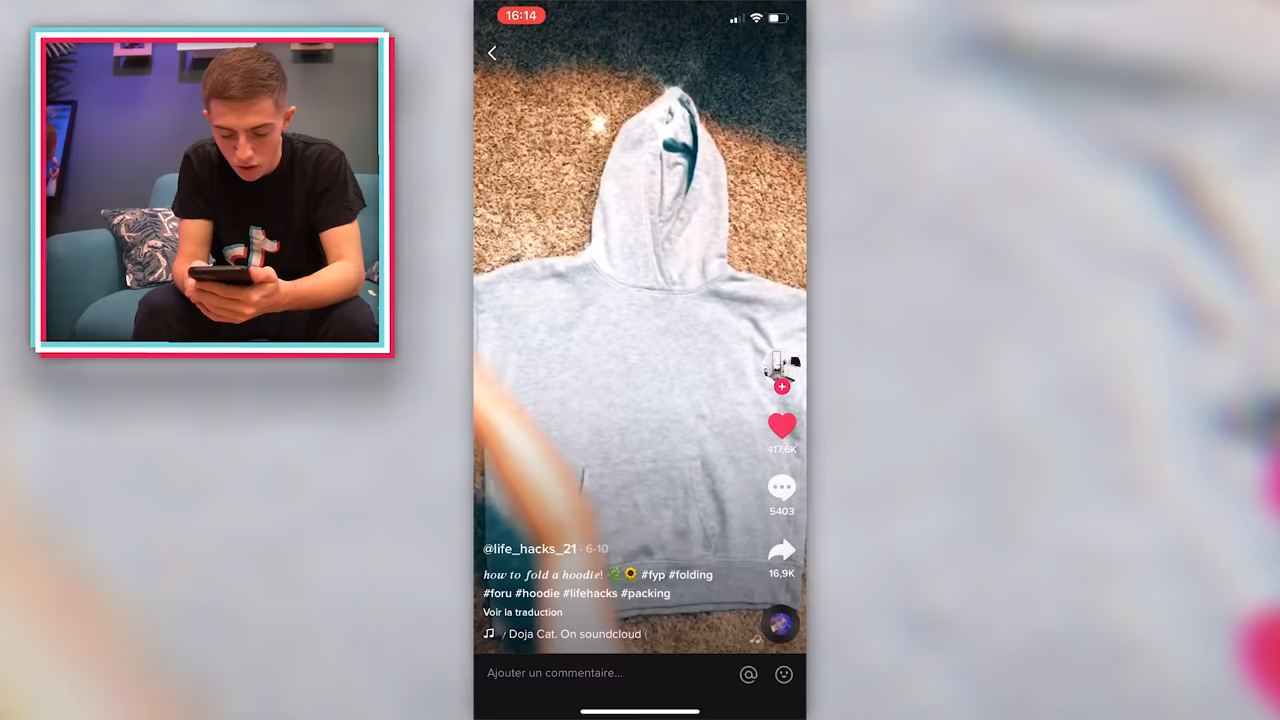 16:14
417,6K
5403
16,9K
@life_hacks_21 · 6-10
how to fold a hoodie! 🌿🌻 #fyp #folding
#foru #hoodie #lifehacks #packing
Voir la traduction
/ Doja Cat. On soundcloud
Ajouter un commentaire...